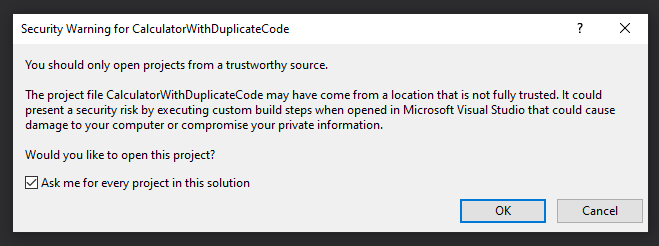 Security Warning for CalculatorWithDuplicateCode
You should only open projects from a trustworthy source.
The project file CalculatorWithDuplicateCode may have come from a location that is not fully trusted. It could
present a security risk by executing custom build steps when opened in Microsoft Visual Studio that could cause
damage to your computer or compromise your private information.
Would you like to open this project?
Ask me for every project in this solution
OK
Cancel